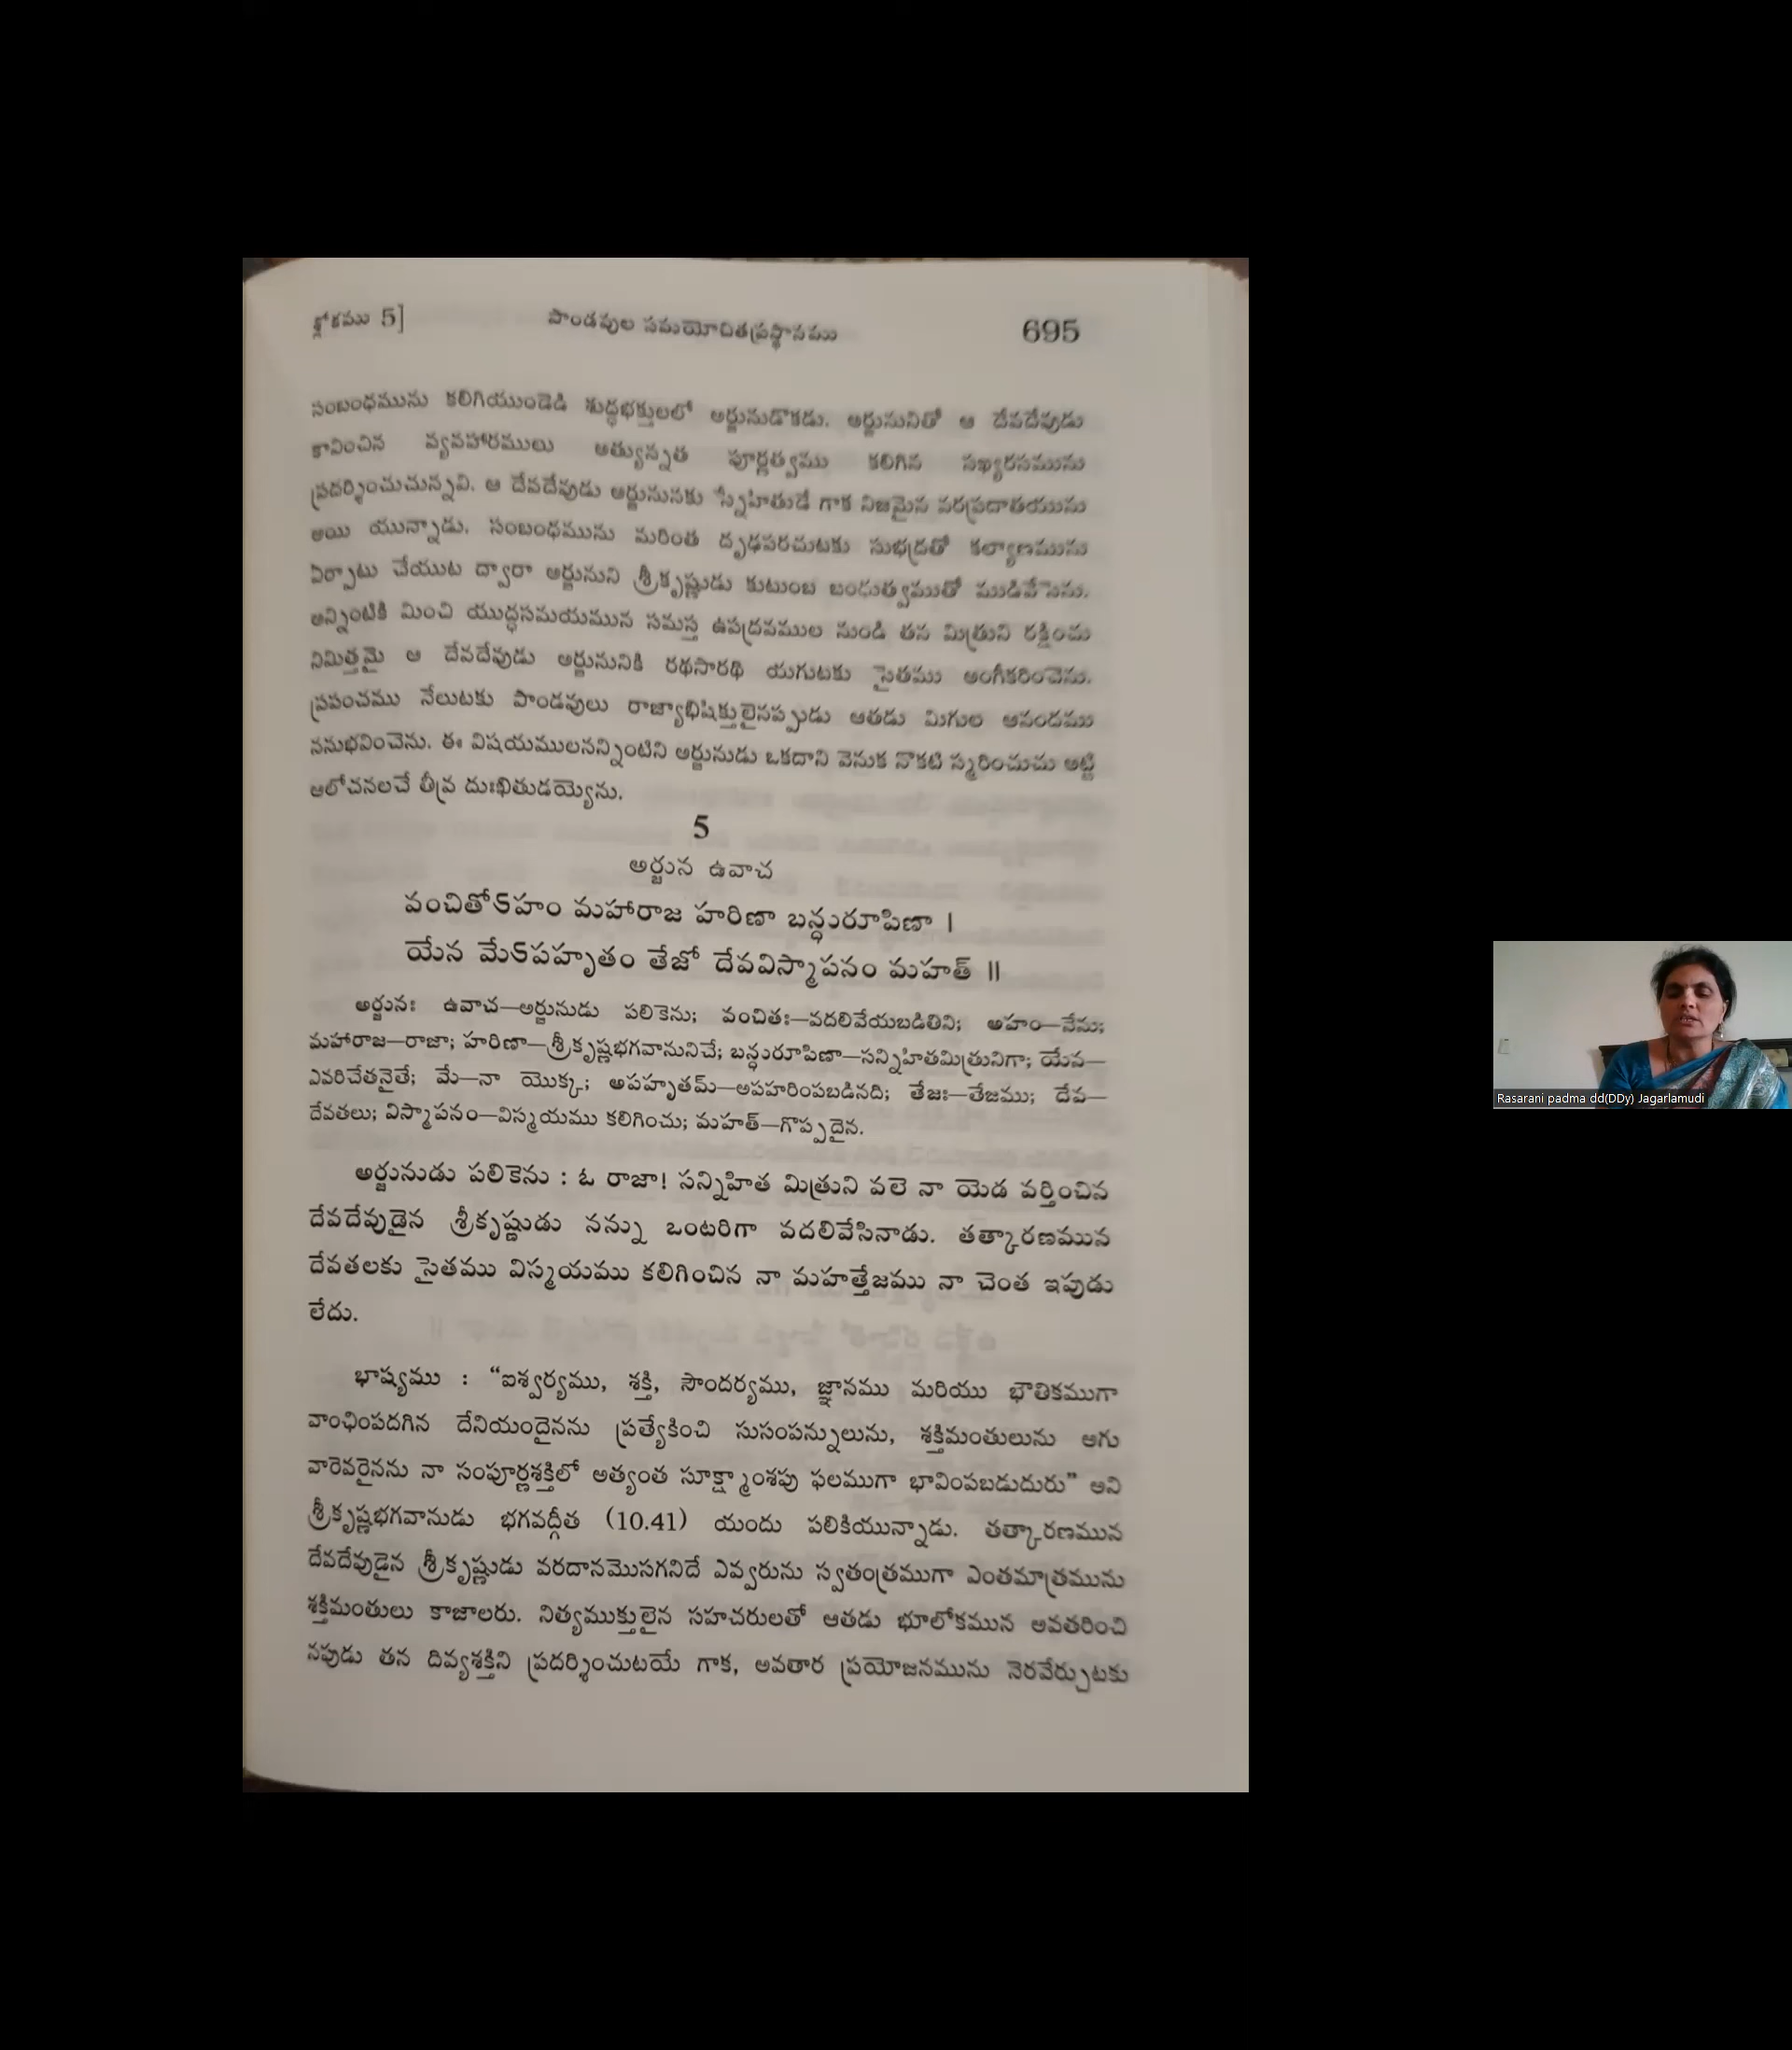 శ్లోకము 5] పాండవుల సమయోచితప్రస్థానము 695
సంబంధమును కలిగియుండెడి శుద్ధభక్తులలో అర్జునుడొకడు. అర్జునునితో ఆ దేవదేవుడు
కావించిన వ్యవహారములు అత్యున్నత పూర్ణత్వము కలిగిన సఖ్యరసమును
ప్రదర్శించుచున్నవి. ఆ దేవదేవుడు అర్జునునకు స్నేహితుడే గాక నిజమైన వరప్రదాతయును
అయి యున్నాడు. సంబంధమును మరింత దృఢపరచుటకు సుభద్రతో కల్యాణమును
ఏర్పాటు చేయుట ద్వారా అర్జునుని శ్రీకృష్ణుడు కుటుంబ బంధుత్వముతో ముడివేసెను.
అన్నింటికి మించి యుద్ధసమయమున సమస్త ఉపద్రవముల నుండి తన మిత్రుని రక్షించు
నిమిత్తమై ఆ దేవదేవుడు అర్జునునికి రథసారథి యగుటకు సైతము అంగీకరించెను.
ప్రపంచము నేలుటకు పాండవులు రాజ్యాభిషిక్తులైనప్పుడు ఆతడు మిగుల ఆనందము
ననుభవించెను. ఈ విషయములనన్నింటిని అర్జునుడు ఒకదాని వెనుక నొకటి స్మరించుచు అట్టి
ఆలోచనలచే తీవ్ర దుఃఖితుడయ్యెను.
5
అర్జున ఉవాచ
వంచితోఽహం మహారాజ హరిణా బన్ధురూపిణా |
యేన మేఽపహృతం తేజో దేవవిస్మాపనం మహత్ ||
అర్జునః ఉవాచ—అర్జునుడు పలికెను; వంచితః—వదలివేయబడితిని; అహం—నేను;
మహారాజ—రాజా; హరిణా—శ్రీకృష్ణభగవానునిచే; బన్ధురూపిణా—సన్నిహితమిత్రునిగా; యేవ—
ఎవరిచేతనైతే; మే—నా యొక్క; అపహృతమ్—అపహరింపబడినది; తేజః—తేజము; దేవ—
దేవతలు; విస్మాపనం—విస్మయము కలిగించు; మహత్—గొప్పదైన.
అర్జునుడు పలికెను : ఓ రాజా! సన్నిహిత మిత్రుని వలె నా యెడ వర్తించిన
దేవదేవుడైన శ్రీకృష్ణుడు నన్ను ఒంటరిగా వదలివేసినాడు. తత్కారణమున
దేవతలకు సైతము విస్మయము కలిగించిన నా మహత్తేజము నా చెంత ఇపుడు
లేదు.
భాష్యము : “ఐశ్వర్యము, శక్తి, సౌందర్యము, జ్ఞానము మరియు భౌతికముగా
వాంఛింపదగిన దేనియందైనను ప్రత్యేకించి సుసంపన్నులును, శక్తిమంతులును అగు
వారెవరైనను నా సంపూర్ణశక్తిలో అత్యంత సూక్ష్మాంశపు ఫలముగా భావింపబడుదురు” అని
శ్రీకృష్ణభగవానుడు భగవద్గీత (10.41) యందు పలికియున్నాడు. తత్కారణమున
దేవదేవుడైన శ్రీకృష్ణుడు వరదానమొసగనిదే ఎవ్వరును స్వతంత్రముగా ఎంతమాత్రమును
శక్తిమంతులు కాజాలరు. నిత్యముక్తులైన సహచరులతో ఆతడు భూలోకమున అవతరించి
నపుడు తన దివ్యశక్తిని ప్రదర్శించుటయే గాక, అవతార ప్రయోజనమును నెరవేర్చుటకు
Rasarani padma dd(DDy) Jagarlamudi